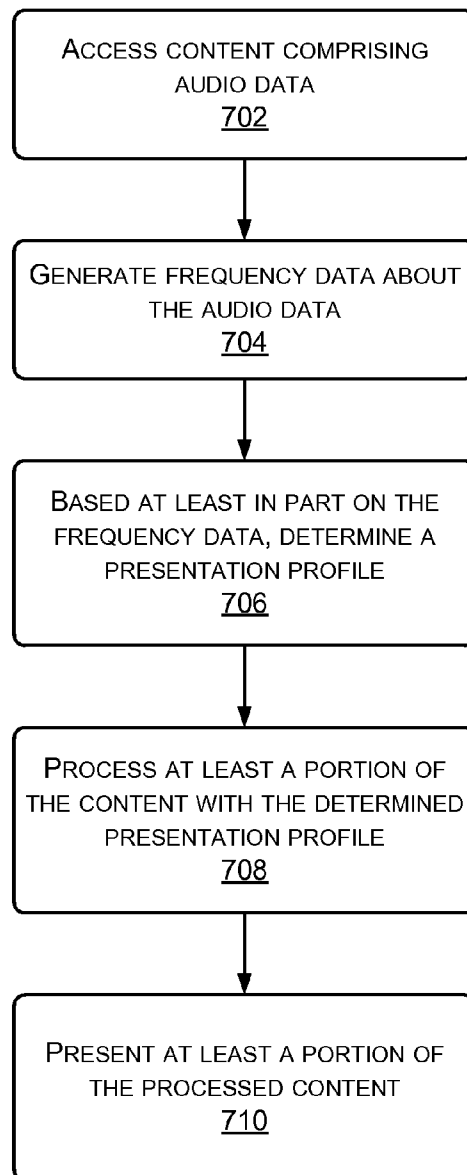 ACCESS CONTENT COMPRISING
AUDIO DATA
702
GENERATE FREQUENCY DATA ABOUT
THE AUDIO DATA
704
BASED AT LEAST IN PART ON THE
FREQUENCY DATA, DETERMINE A
PRESENTATION PROFILE
706
PROCESS AT LEAST A PORTION OF
THE CONTENT WITH THE DETERMINED
PRESENTATION PROFILE
708
PRESENT AT LEAST A PORTION OF
THE PROCESSED CONTENT
710